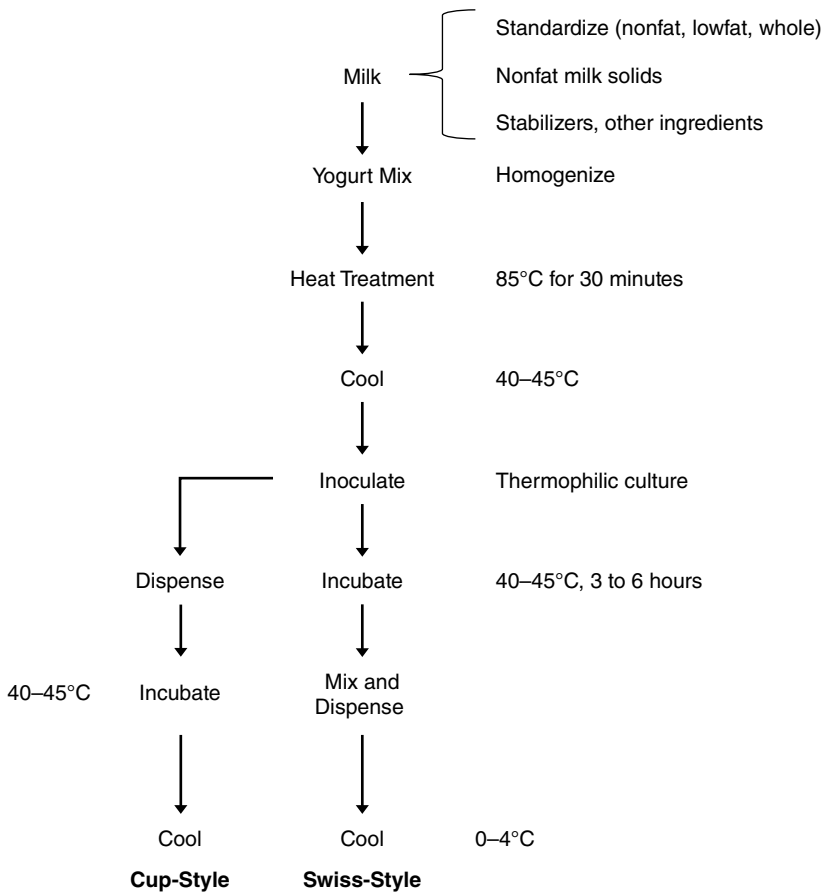 Standardize (nonfat, lowfat, whole)
Milk
Nonfat milk solids
Stabilizers, other ingredients
Yogurt Mix
Homogenize
Heat Treatment
85°C for 30 minutes
Cool
40–45°C
Inoculate
Thermophilic culture
Dispense
Incubate
40–45°C, 3 to 6 hours
40–45°C
Incubate
Mix and
Dispense
Cool
Cool
0–4°C
Cup-Style
Swiss-Style